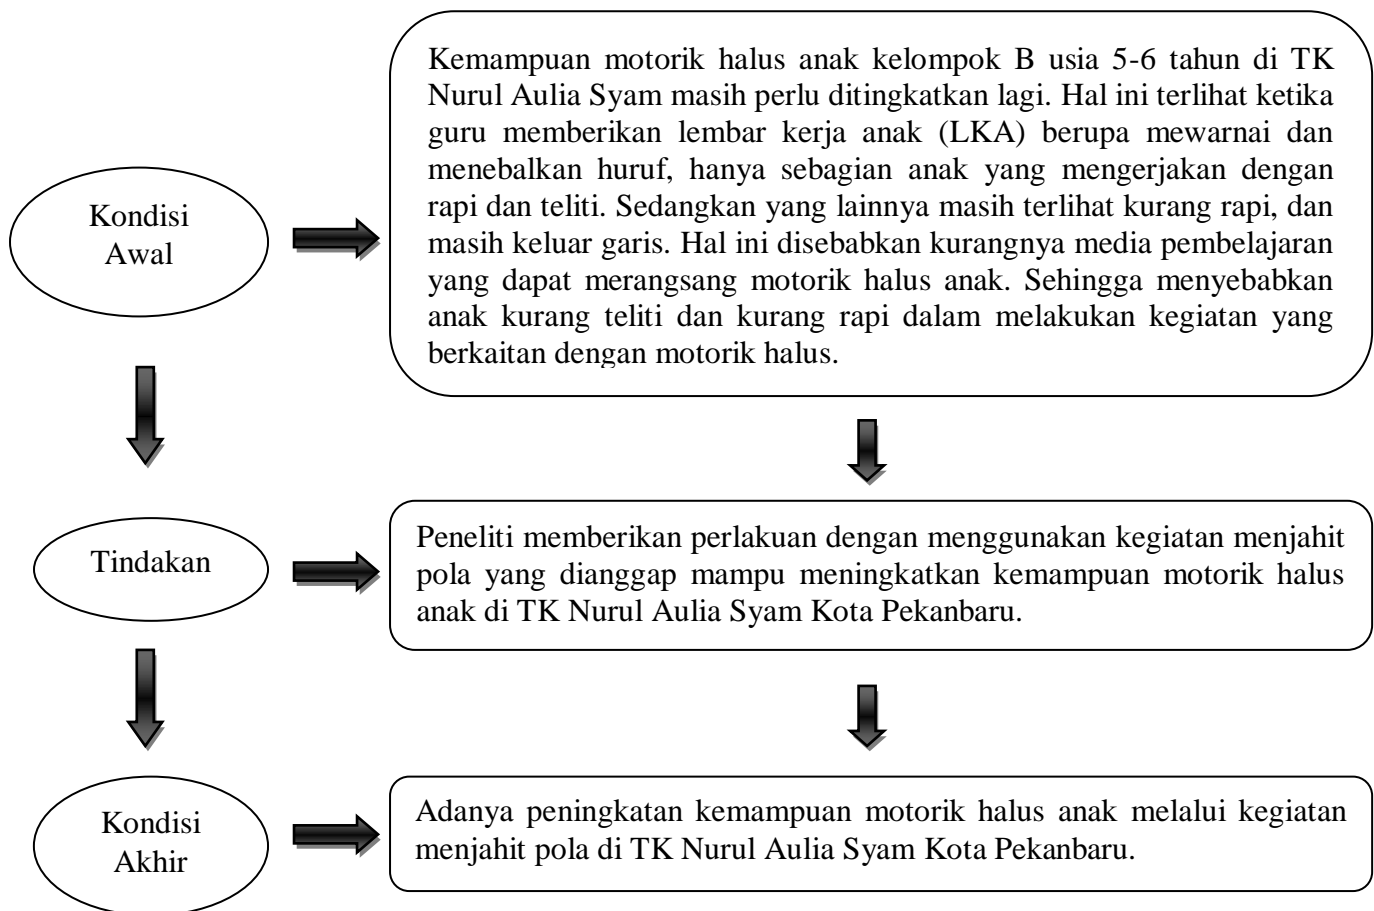 Kondisi
Awal
Kemampuan motorik halus anak kelompok B usia 5-6 tahun di TK
Nurul Aulia Syam masih perlu ditingkatkan lagi. Hal ini terlihat ketika
guru memberikan lembar kerja anak (LKA) berupa mewarnai dan
menebalkan huruf, hanya sebagian anak yang mengerjakan dengan
rapi dan teliti. Sedangkan yang lainnya masih terlihat kurang rapi, dan
masih keluar garis. Hal ini disebabkan kurangnya media pembelajaran
yang dapat merangsang motorik halus anak. Sehingga menyebabkan
anak kurang teliti dan kurang rapi dalam melakukan kegiatan yang
berkaitan dengan motorik halus.
Tindakan
Peneliti memberikan perlakuan dengan menggunakan kegiatan menjahit
pola yang dianggap mampu meningkatkan kemampuan motorik halus
anak di TK Nurul Aulia Syam Kota Pekanbaru.
Kondisi
Akhir
Adanya peningkatan kemampuan motorik halus anak melalui kegiatan
menjahit pola di TK Nurul Aulia Syam Kota Pekanbaru.